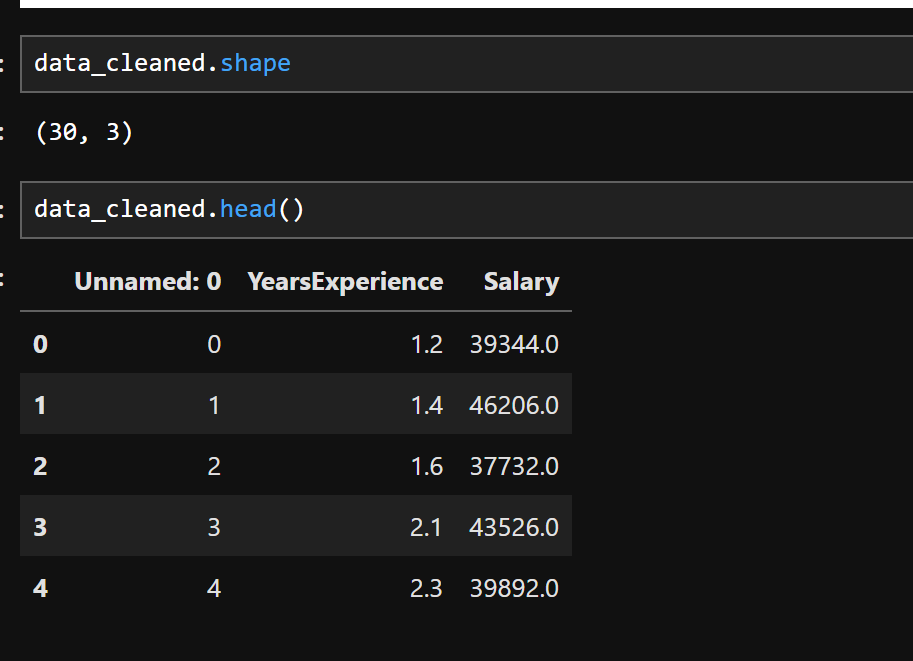 data_cleaned.shape
(30, 3)
data_cleaned.head()
Unnamed: 0 YearsExperience Salary
0 0 1.2 39344.0
1 1 1.4 46206.0
2 2 1.6 37732.0
3 3 2.1 43526.0
4 4 2.3 39892.0